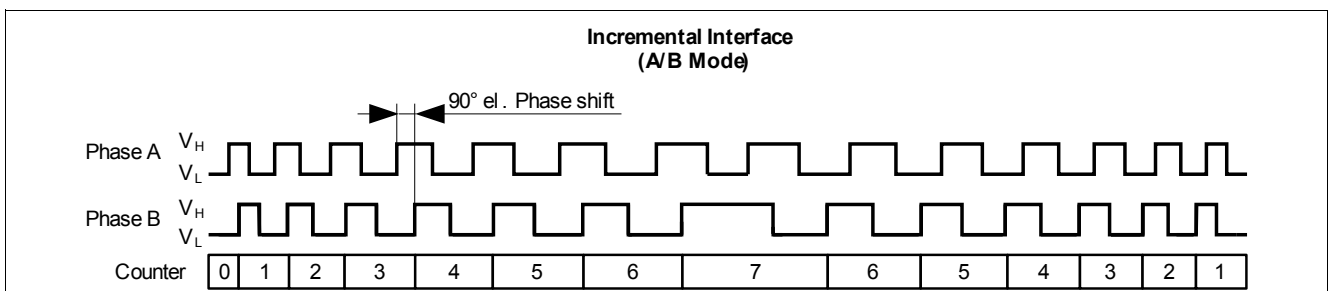 Incremental Interface
(A/B Mode)
90° el. Phase shift
Phase A V_H
V_L
Phase B V_H
V_L
Counter 0 1 2 3 4 5 6 7 6 5 4 3 2 1